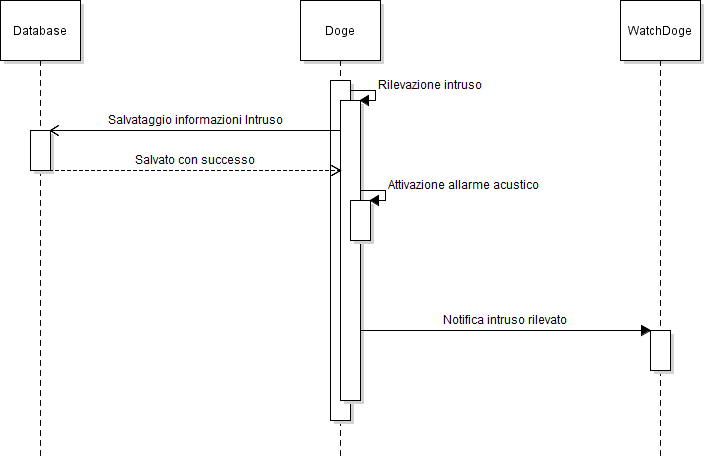 Database
Doge
WatchDoge
Rilevazione intruso
Salvataggio informazioni Intruso
Salvato con successo
Attivazione allarme acustico
Notifica intruso rilevato